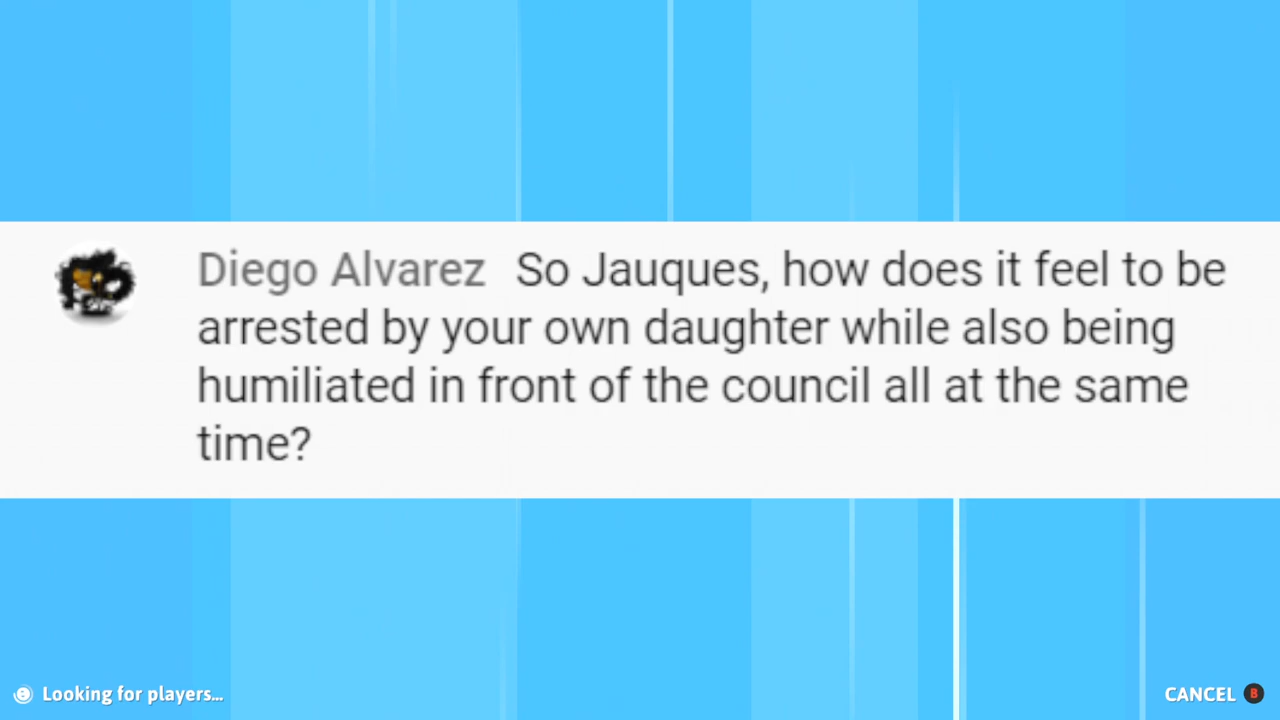 Diego Alvarez So Jauques, how does it feel to be
arrested by your own daughter while also being
humiliated in front of the council all at the same
time?
Looking for players...
CANCEL B